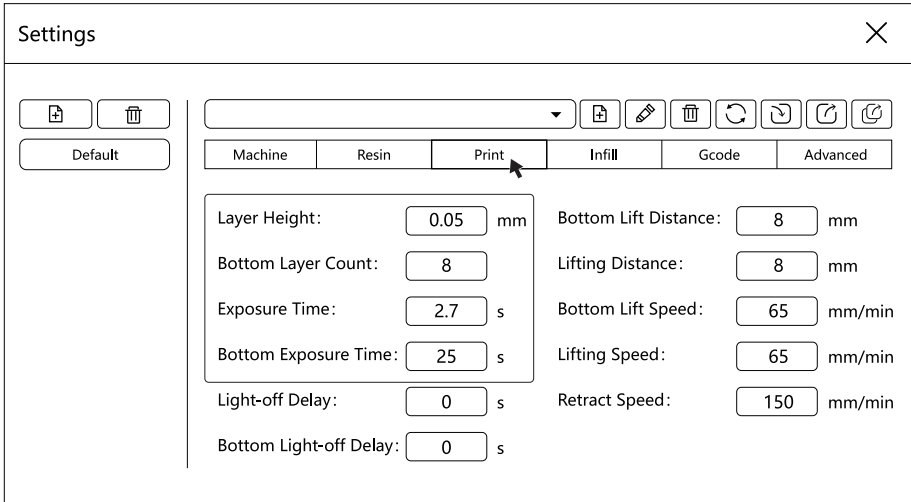 Settings
Default
Machine Resin Print Infill Gcode Advanced
Layer Height: 0.05 mm
Bottom Layer Count: 8
Exposure Time: 2.7 s
Bottom Exposure Time: 25 s
Light-off Delay: 0 s
Bottom Light-off Delay: 0 s
Bottom Lift Distance: 8 mm
Lifting Distance: 8 mm
Bottom Lift Speed: 65 mm/min
Lifting Speed: 65 mm/min
Retract Speed: 150 mm/min